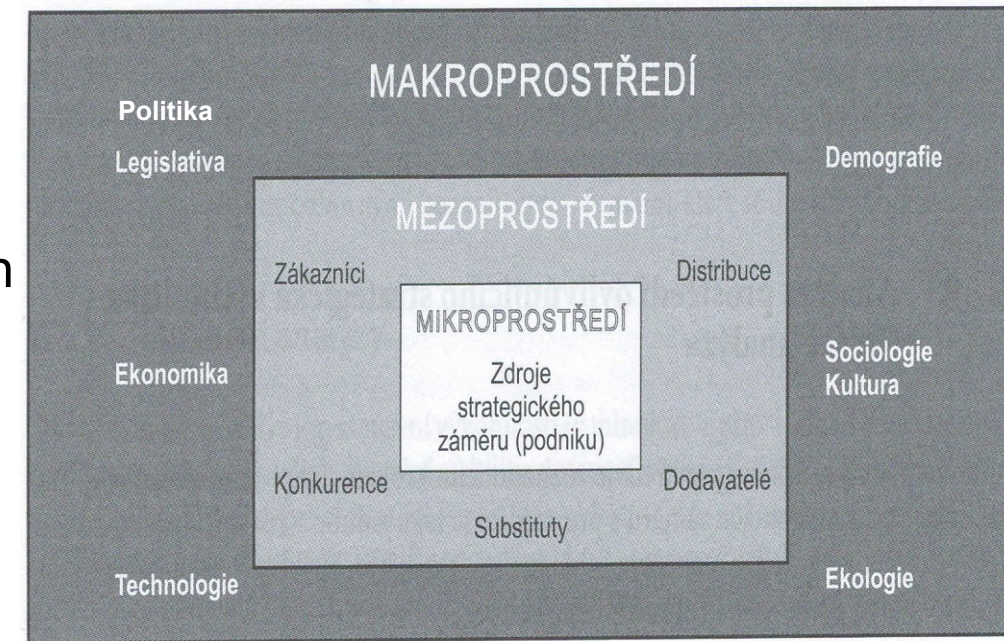 MAKROPROSTŘEDÍ
Politika
Legislativa
Demografie
MEZOPROSTŘEDÍ
Zákazníci
Distribuce
MIKROPROSTŘEDÍ
Zdroje
strategického
záměru (podniku)
Ekonomika
Sociologie
Kultura
Konkurence
Dodavatelé
Substituty
Technologie
Ekologie